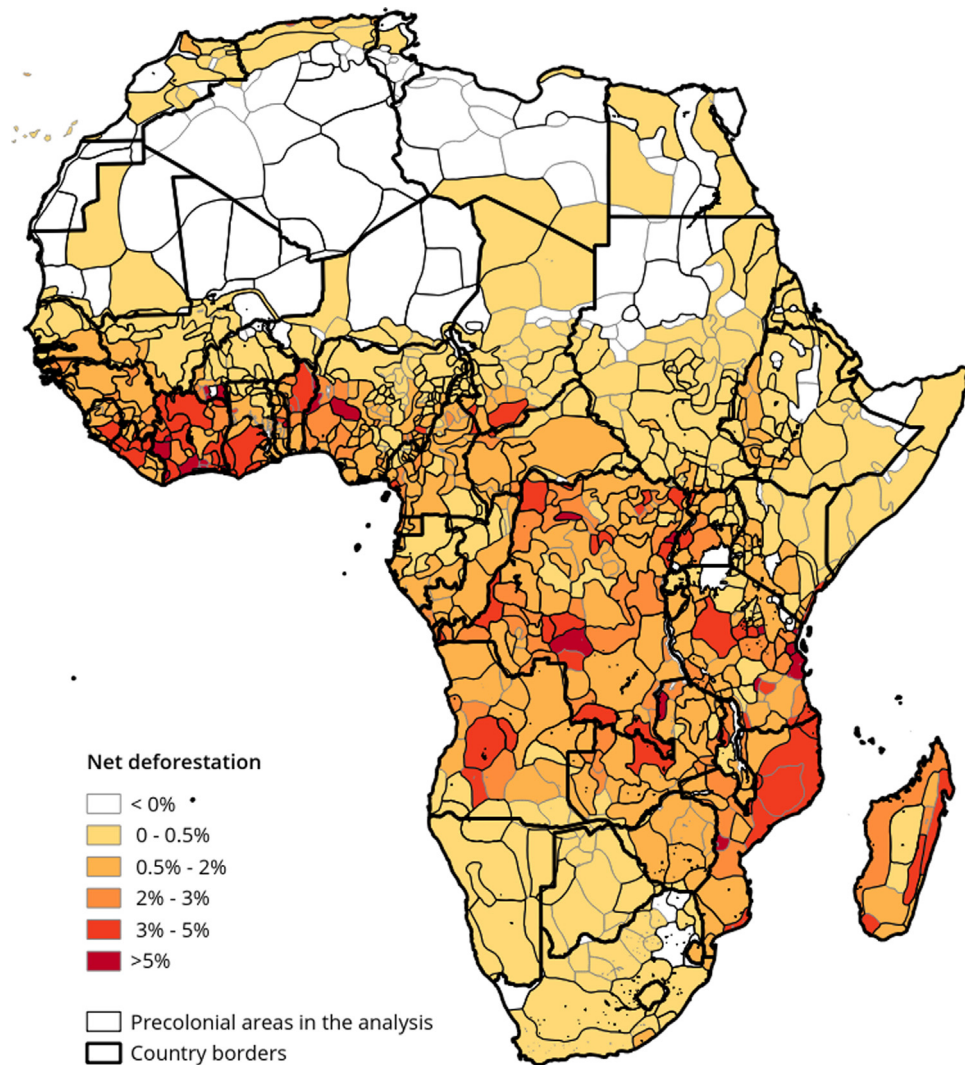 Net deforestation
< 0%
0 - 0.5%
0.5% - 2%
2% - 3%
3% - 5%
>5%
Precolonial areas in the analysis
Country borders